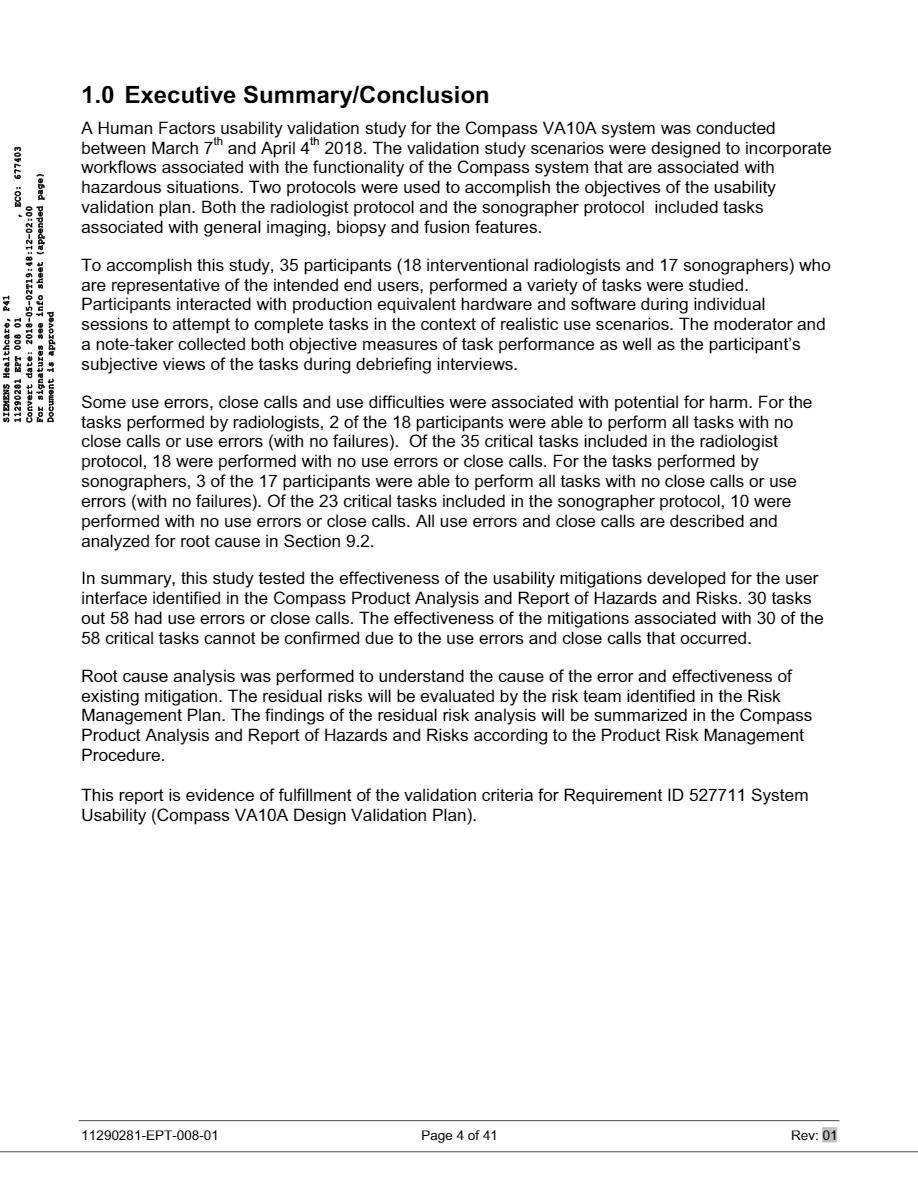 1.0 Executive Summary/Conclusion
A Human Factors usability validation study for the Compass VA10A system was conducted
between March 7th and April 4th 2018. The validation study scenarios were designed to incorporate
workflows associated with the functionality of the Compass system that are associated with
hazardous situations. Two protocols were used to accomplish the objectives of the usability
validation plan. Both the radiologist protocol and the sonographer protocol  included tasks
associated with general imaging, biopsy and fusion features.
To accomplish this study, 35 participants (18 interventional radiologists and 17 sonographers) who
are representative of the intended end users, performed a variety of tasks were studied.
Participants interacted with production equivalent hardware and software during individual
sessions to attempt to complete tasks in the context of realistic use scenarios. The moderator and
a note-taker collected both objective measures of task performance as well as the participant's
subjective views of the tasks during debriefing interviews.
Some use errors, close calls and use difficulties were associated with potential for harm. For the
tasks performed by radiologists, 2 of the 18 participants were able to perform all tasks with no
close calls or use errors (with no failures).  Of the 35 critical tasks included in the radiologist
protocol, 18 were performed with no use errors or close calls. For the tasks performed by
sonographers, 3 of the 17 participants were able to perform all tasks with no close calls or use
errors (with no failures). Of the 23 critical tasks included in the sonographer protocol, 10 were
performed with no use errors or close calls. All use errors and close calls are described and
analyzed for root cause in Section 9.2.
In summary, this study tested the effectiveness of the usability mitigations developed for the user
interface identified in the Compass Product Analysis and Report of Hazards and Risks. 30 tasks
out 58 had use errors or close calls. The effectiveness of the mitigations associated with 30 of the
58 critical tasks cannot be confirmed due to the use errors and close calls that occurred.
Root cause analysis was performed to understand the cause of the error and effectiveness of
existing mitigation. The residual risks will be evaluated by the risk team identified in the Risk
Management Plan. The findings of the residual risk analysis will be summarized in the Compass
Product Analysis and Report of Hazards and Risks according to the Product Risk Management
Procedure.
This report is evidence of fulfillment of the validation criteria for Requirement ID 527711 System
Usability (Compass VA10A Design Validation Plan).
11290281-EPT-008-01 Page 4 of 41 Rev: 01
SIEMENS Healthcare, P41
11290281 EPT 008 01 , ECO: 677403
Convert date: 2018-05-02T19:48:12-02:00
For signatures see info sheet (appended page)
Document is approved